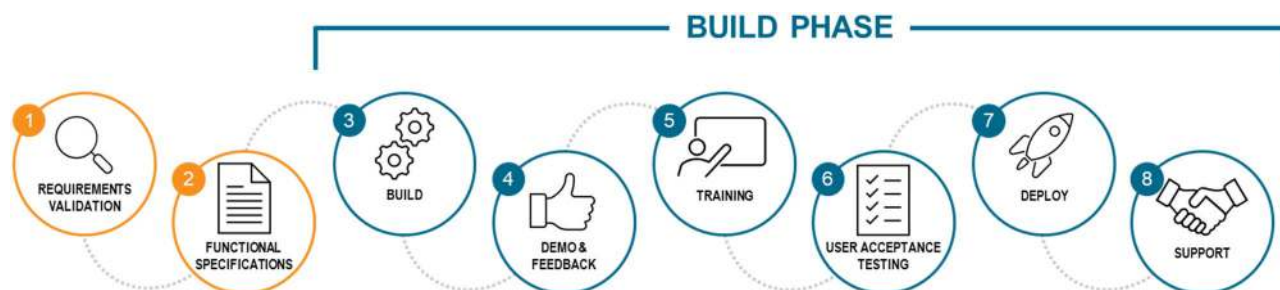 BUILD PHASE
1
REQUIREMENTS
VALIDATION
2
FUNCTIONAL
SPECIFICATIONS
3
BUILD
4
DEMO &
FEEDBACK
5
TRAINING
6
USER ACCEPTANCE
TESTING
7
DEPLOY
8
SUPPORT